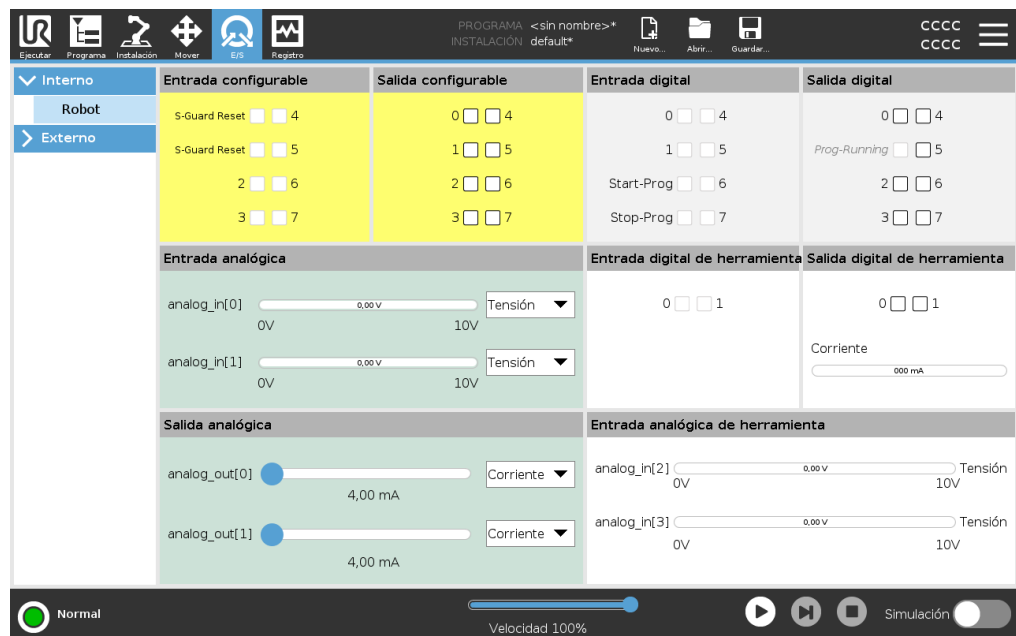 PROGRAMA <sin nombre>*
INSTALACIÓN default*
CCCC
CCCC
Ejecutar Programa Instalación Mover E/S Registro Nuevo... Abrir... Guardar...
Interno
Robot
Externo
Entrada configurable
S-Guard Reset 4
S-Guard Reset 5
2 6
3 7
Salida configurable
0 4
1 5
2 6
3 7
Entrada digital
0 4
1 5
Start-Prog 6
Stop-Prog 7
Salida digital
0 4
Prog-Running 5
2 6
3 7
Entrada analógica
analog_in[0] 0,00 V Tensión
0V 10V
analog_in[1] 0,00 V Tensión
0V 10V
Entrada digital de herramienta
0 1
Salida digital de herramienta
0 1
Corriente
000 mA
Salida analógica
analog_out[0] Corriente
4,00 mA
analog_out[1] Corriente
4,00 mA
Entrada analógica de herramienta
analog_in[2] 0,00 V Tensión
0V 10V
analog_in[3] 0,00 V Tensión
0V 10V
Normal
Velocidad 100%
Simulación